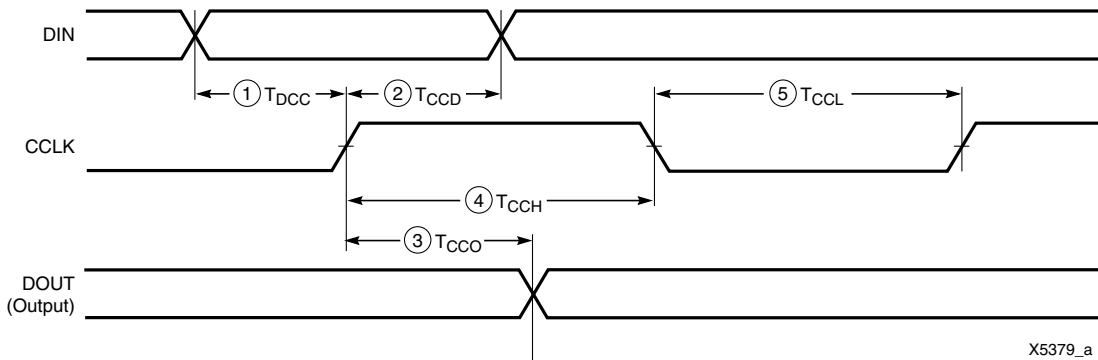 DIN
1 TDCC
2 TCCD
5 TCCL
CCLK
4 TCCH
3 TCCO
DOUT
(Output)
X5379_a